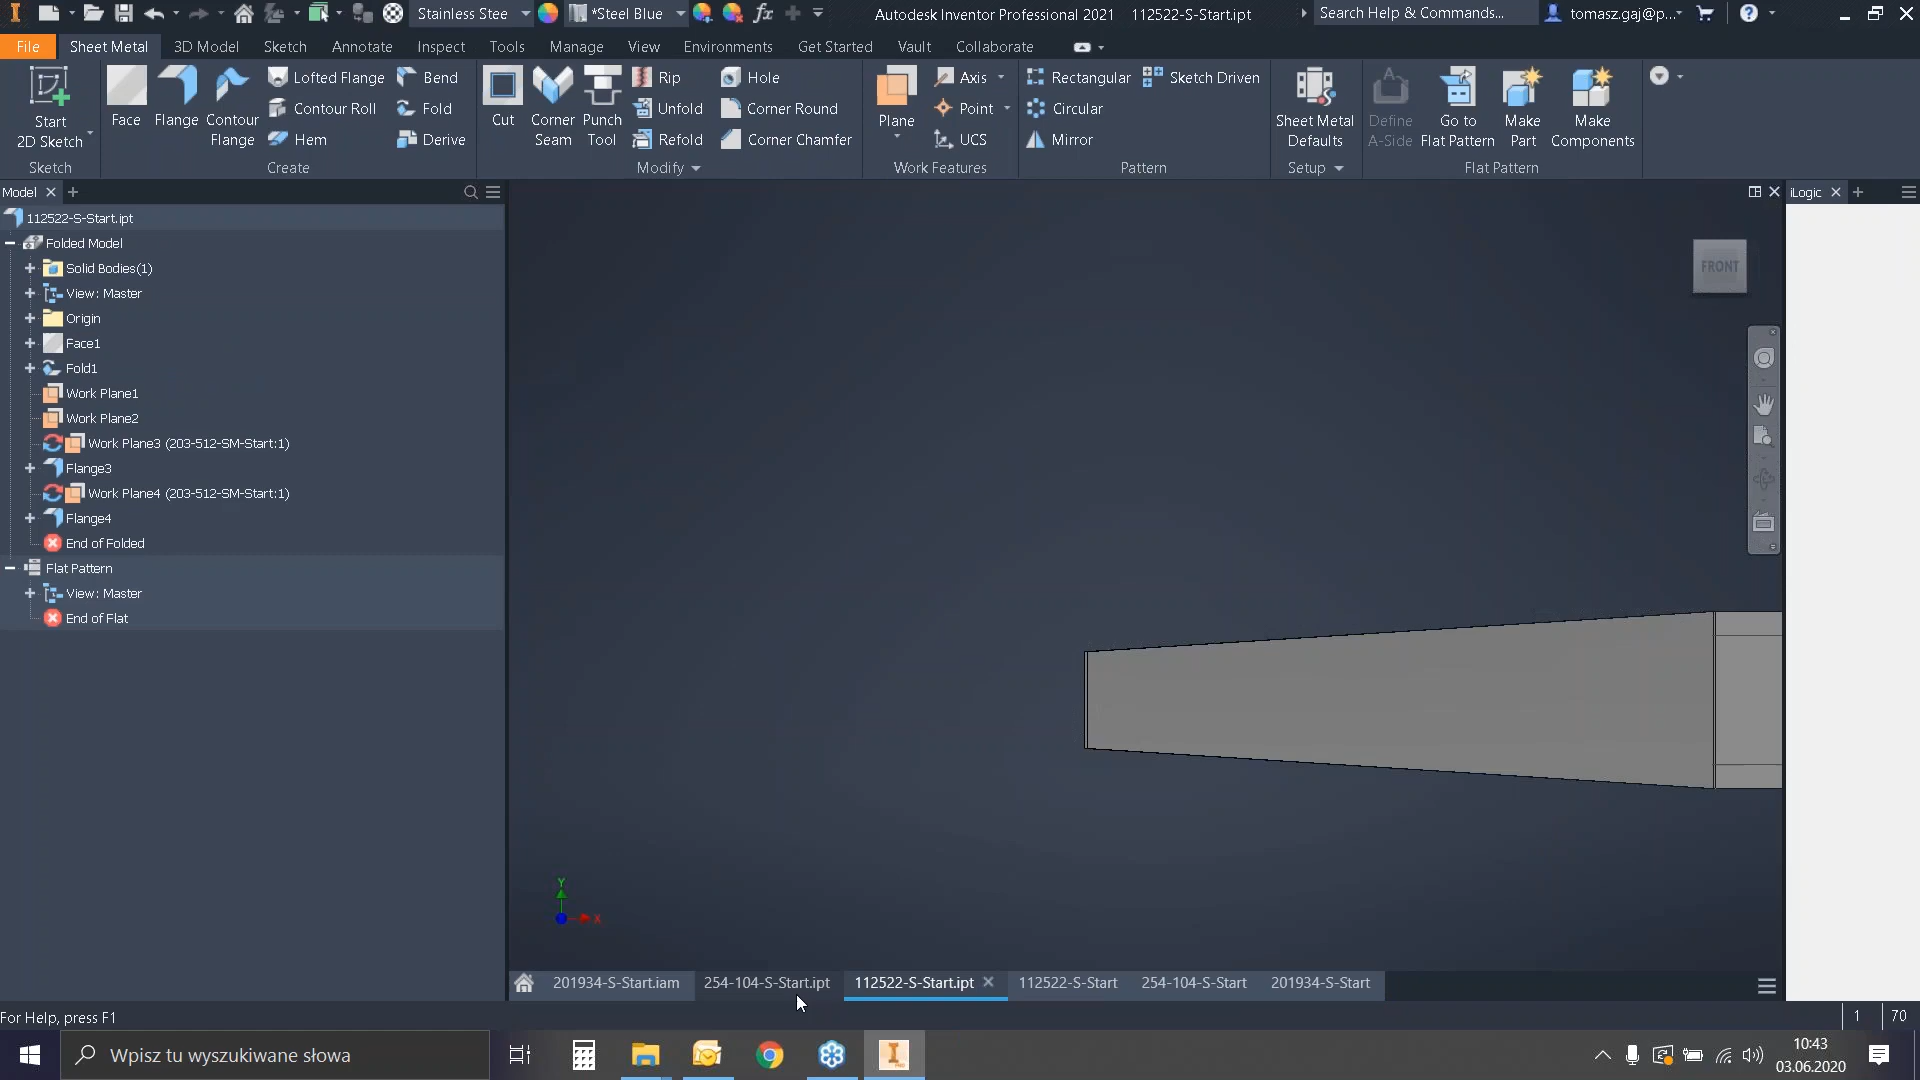 Stainless Stee
*Steel Blue
fx
Autodesk Inventor Professional 2021 112522-S-Start.ipt
Search Help & Commands...
tomasz.gaj@p...
File
Sheet Metal
3D Model
Sketch
Annotate
Inspect
Tools
Manage
View
Environments
Get Started
Vault
Collaborate
Start
2D Sketch
Sketch
Face
Flange
Contour
Flange
Lofted Flange
Contour Roll
Hem
Bend
Fold
Derive
Create
Cut
Corner
Seam
Punch
Tool
Rip
Unfold
Refold
Hole
Corner Round
Corner Chamfer
Modify
Plane
Axis
Point
UCS
Work Features
Rectangular
Circular
Mirror
Sketch Driven
Pattern
Sheet Metal
Defaults
Setup
Define
A-Side
Go to
Flat Pattern
Make
Part
Make
Components
Flat Pattern
Model
iLogic
112522-S-Start.ipt
Folded Model
Solid Bodies(1)
View: Master
Origin
Face1
Fold1
Work Plane1
Work Plane2
Work Plane3 (203-512-SM-Start:1)
Flange3
Work Plane4 (203-512-SM-Start:1)
Flange4
End of Folded
Flat Pattern
View: Master
End of Flat
FRONT
Y
X
201934-S-Start.iam
254-104-S-Start.ipt
112522-S-Start.ipt
112522-S-Start
254-104-S-Start
201934-S-Start
For Help, press F1
1
70
Wpisz tu wyszukiwane słowa
10:43
03.06.2020